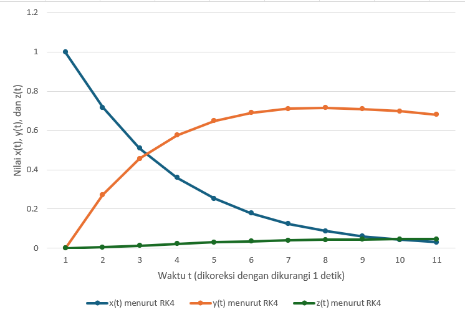 1.2
1
0.8
0.6
0.4
0.2
0
Nilai x(t), y(t), dan z(t)
1 2 3 4 5 6 7 8 9 10 11
Waktu t (dikoreksi dengan dikurangi 1 detik)
x(t) menurut RK4 y(t) menurut RK4 z(t) menurut RK4